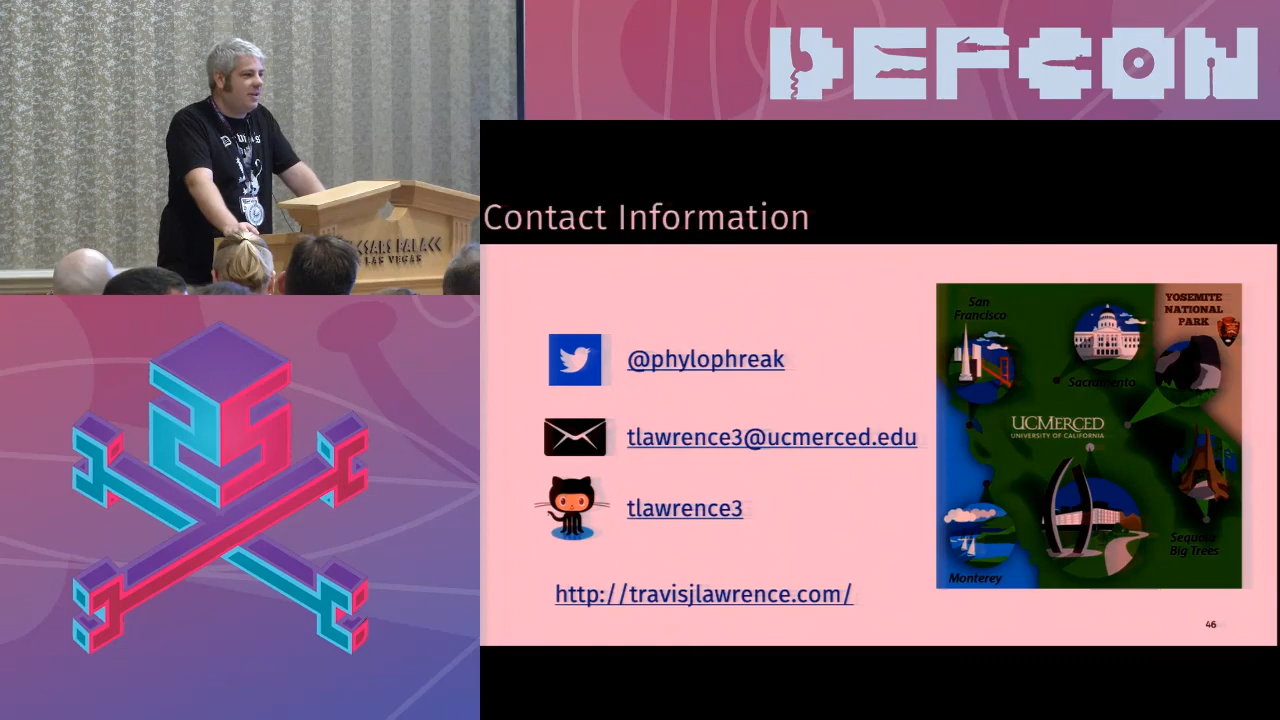 DEFCON
CAESARS PALACE
LAS VEGAS
Contact Information
@phylophreak
tlawrence3@ucmerced.edu
tlawrence3
http://travisjlawrence.com/
San
Francisco
YOSEMITE
NATIONAL
PARK
Sacramento
UCMERCED
UNIVERSITY OF CALIFORNIA
Sequoia
Big Trees
Monterey
46